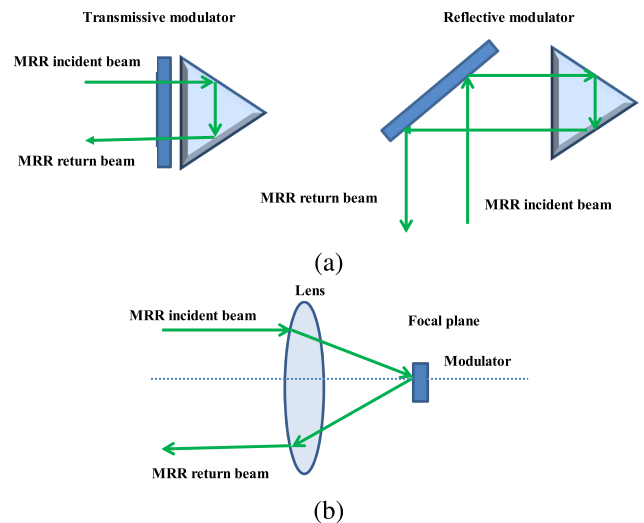 Transmissive modulator
Reflective modulator
MRR incident beam
MRR return beam
MRR return beam
MRR incident beam
(a)
Lens
MRR incident beam
Focal plane
Modulator
MRR return beam
(b)